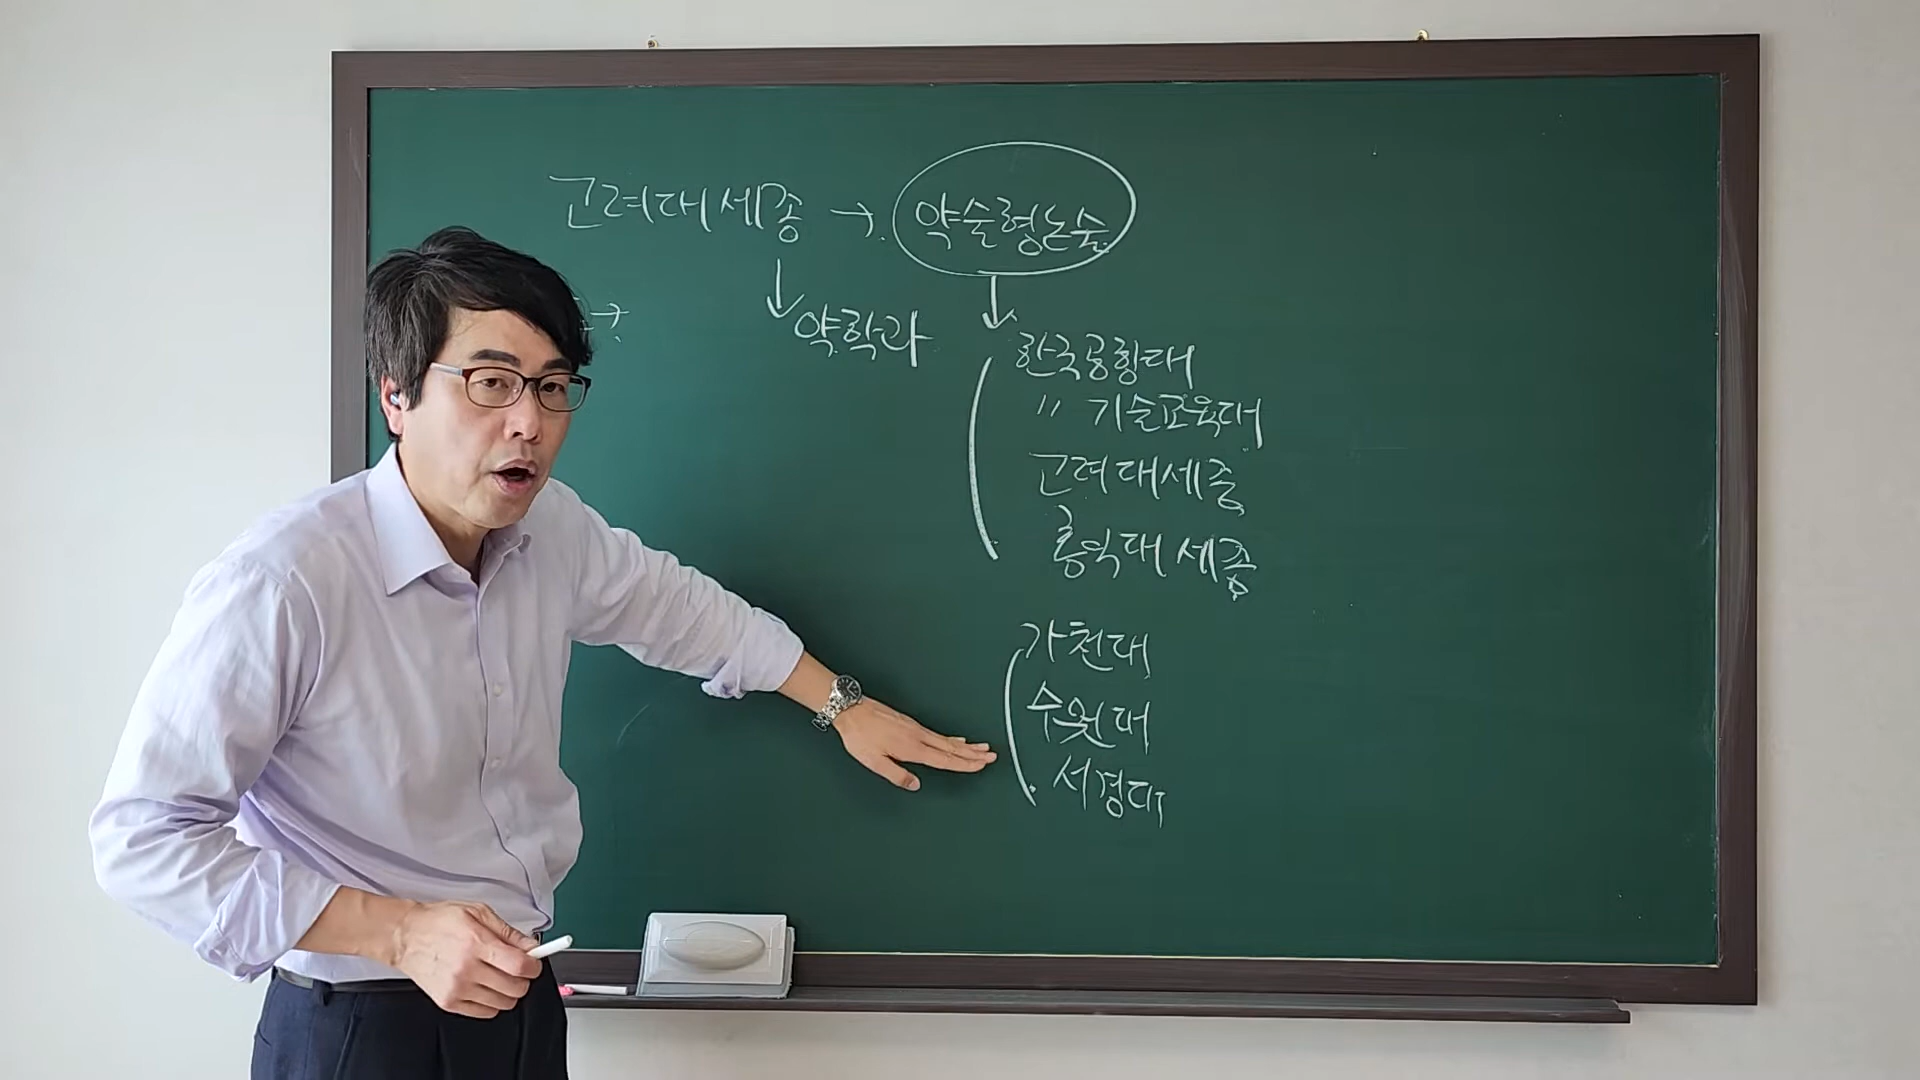 고려대세종 → 약술형논술
→
↓ ↓
약학과
한국공항대
〃 기술교육대
고려대세종
홍익대 세종
가천대
수원대
서경대